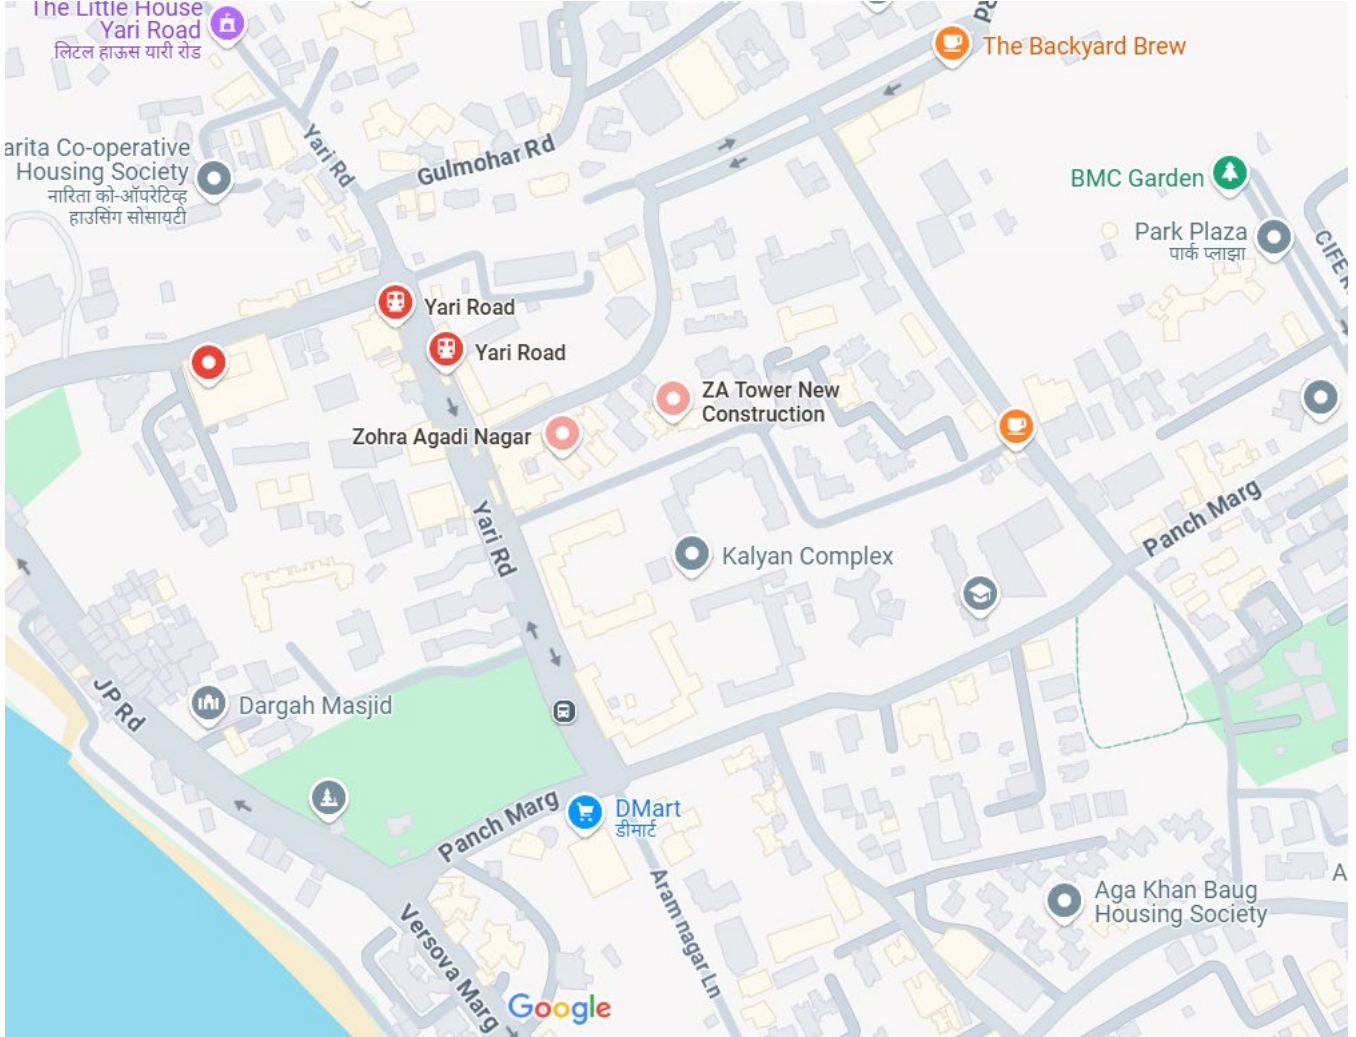 The Little House
Yari Road
लिटल हाऊस यारी रोड
Rd
The Backyard Brew
Yari Rd
Gulmohar Rd
arita Co-operative
Housing Society
नारिता को-ऑपरेटिव्ह
हाउसिंग सोसायटी
BMC Garden
Park Plaza
पार्क प्लाझा
CIFE R
Yari Road
Yari Road
ZA Tower New
Construction
Zohra Agadi Nagar
Yari Rd
Panch Marg
Kalyan Complex
JP Rd
Dargah Masjid
Panch Marg
DMart
डीमार्ट
Aram nagar Ln
Versova Marg
Aga Khan Baug
Housing Society
A
Google